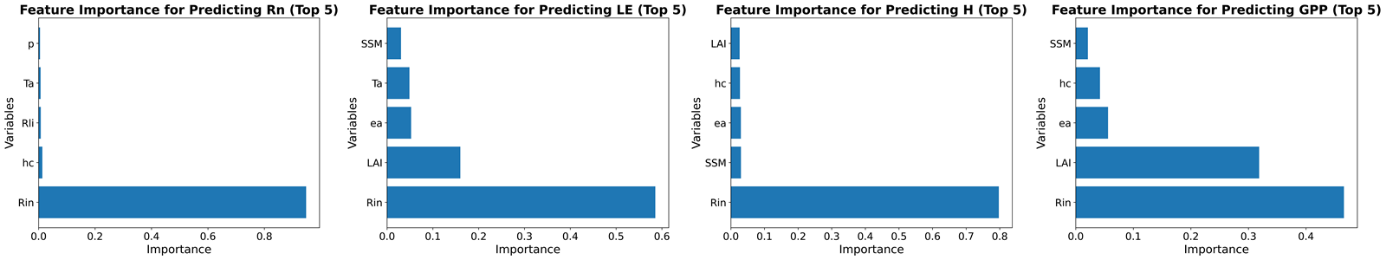 Feature Importance for Predicting Rn (Top 5)
Variables
p
Ta
Rli
hc
Rin
0.0 0.2 0.4 0.6 0.8
Importance
Feature Importance for Predicting LE (Top 5)
Variables
SSM
Ta
ea
LAI
Rin
0.0 0.1 0.2 0.3 0.4 0.5 0.6
Importance
Feature Importance for Predicting H (Top 5)
Variables
LAI
hc
ea
SSM
Rin
0.0 0.1 0.2 0.3 0.4 0.5 0.6 0.7 0.8
Importance
Feature Importance for Predicting GPP (Top 5)
Variables
SSM
hc
ea
LAI
Rin
0.0 0.1 0.2 0.3 0.4
Importance